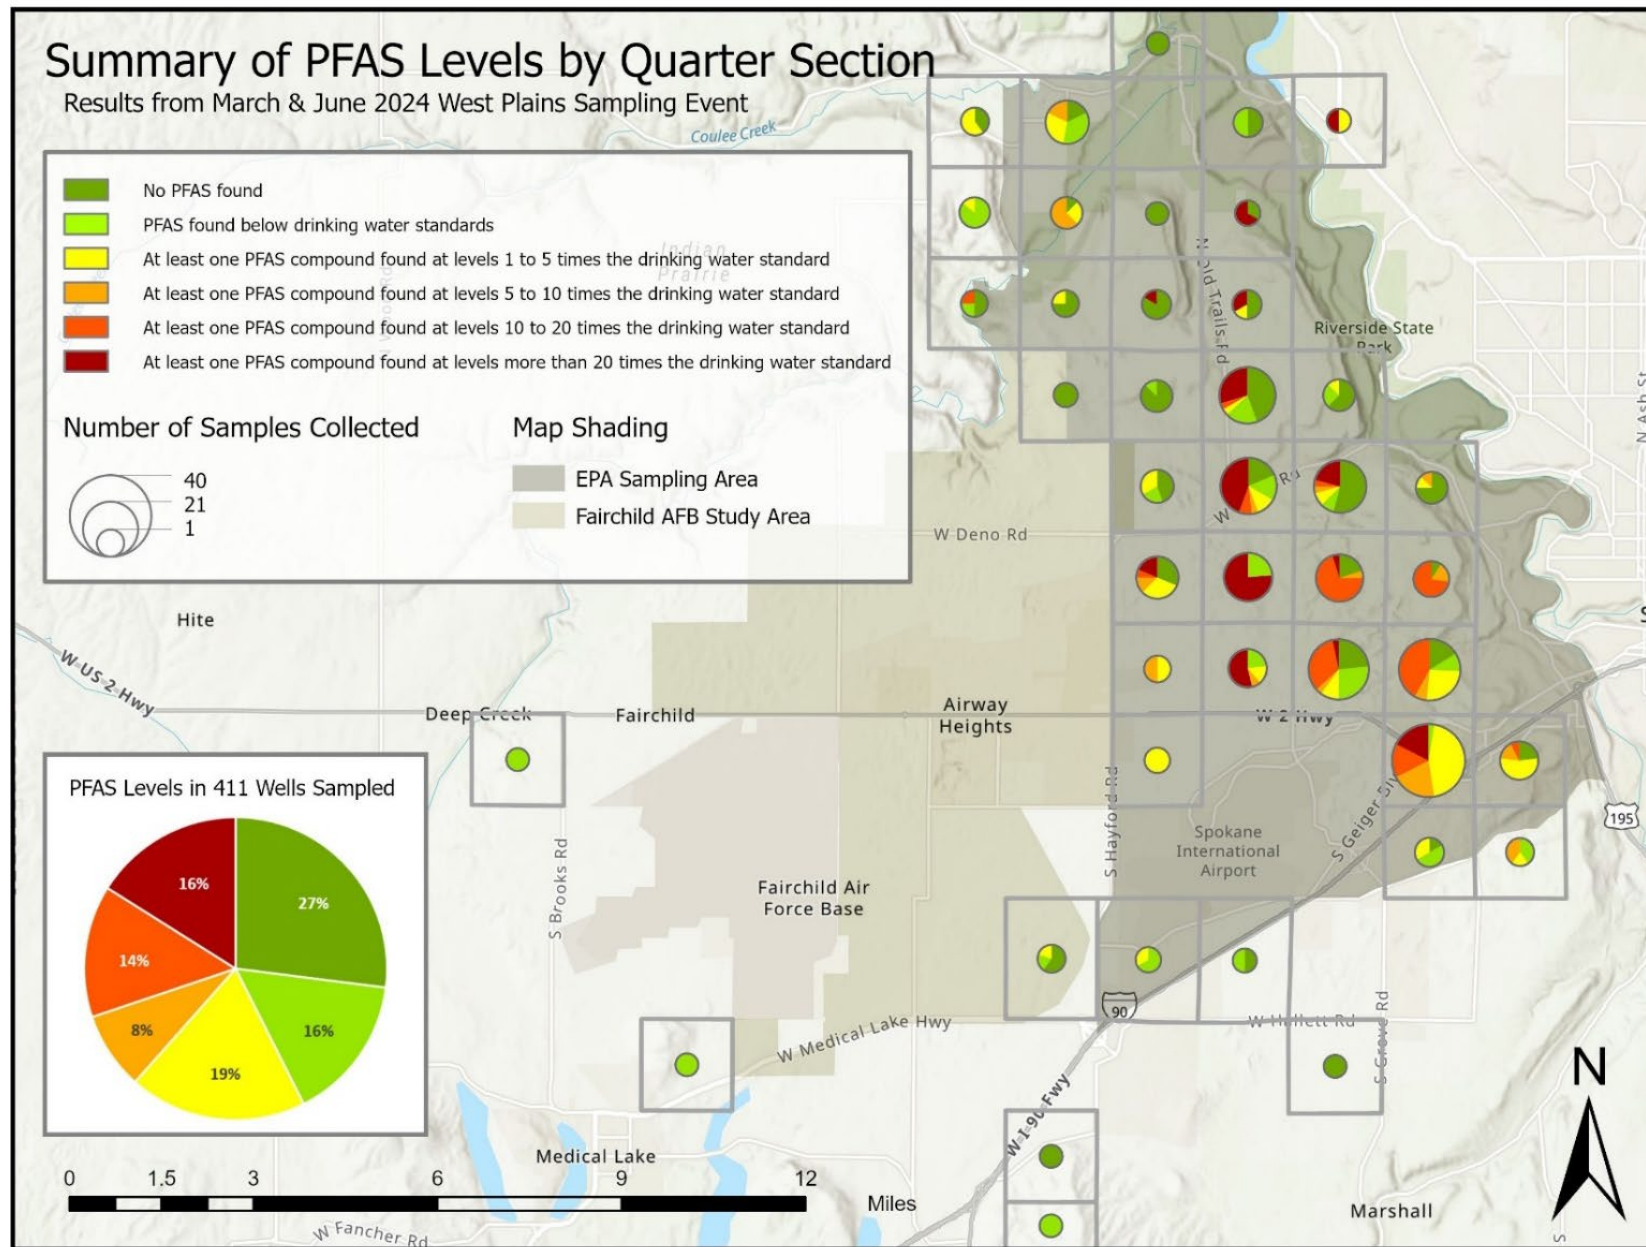 Summary of PFAS Levels by Quarter Section
Results from March & June 2024 West Plains Sampling Event
Coulee Creek
No PFAS found
PFAS found below drinking water standards
At least one PFAS compound found at levels 1 to 5 times the drinking water standard
At least one PFAS compound found at levels 5 to 10 times the drinking water standard
At least one PFAS compound found at levels 10 to 20 times the drinking water standard
At least one PFAS compound found at levels more than 20 times the drinking water standard
Indian
Prairie
Number of Samples Collected
40
21
1
Map Shading
EPA Sampling Area
Fairchild AFB Study Area
N Old Trails Rd
Riverside State
Park
N Ash St
W Rd
W Deno Rd
Hite
W US 2 Hwy
Deep Creek
Fairchild
Airway
Heights
W 2 Hwy
S Hayford Rd
S Geiger Blv
Spokane
International
Airport
195
S Brooks Rd
Fairchild Air
Force Base
PFAS Levels in 411 Wells Sampled
16%
27%
14%
8%
16%
19%
90
W Hallett Rd
S Grove Rd
W Medical Lake Hwy
W I-90 Fwy
Medical Lake
Marshall
N
0 1.5 3 6 9 12
Miles
W Fancher Rd